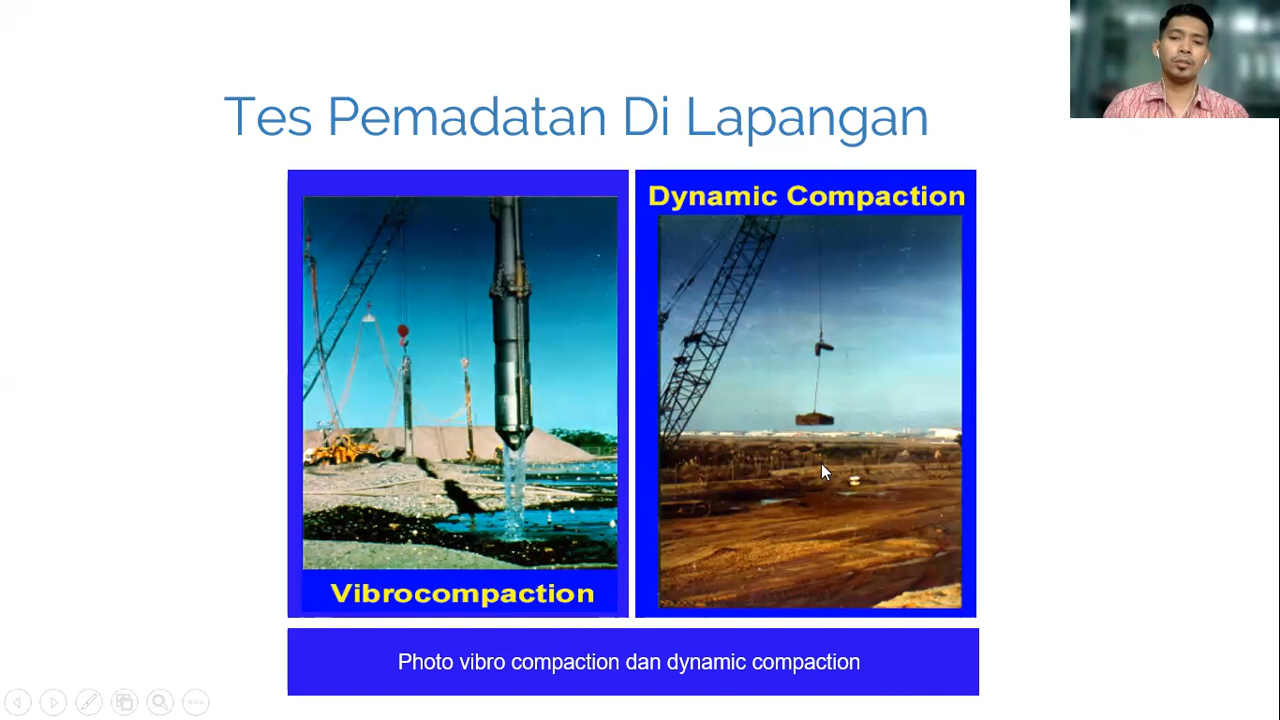 Tes Pemadatan Di Lapangan
Dynamic Compaction
Vibrocompaction
Photo vibro compaction dan dynamic compaction